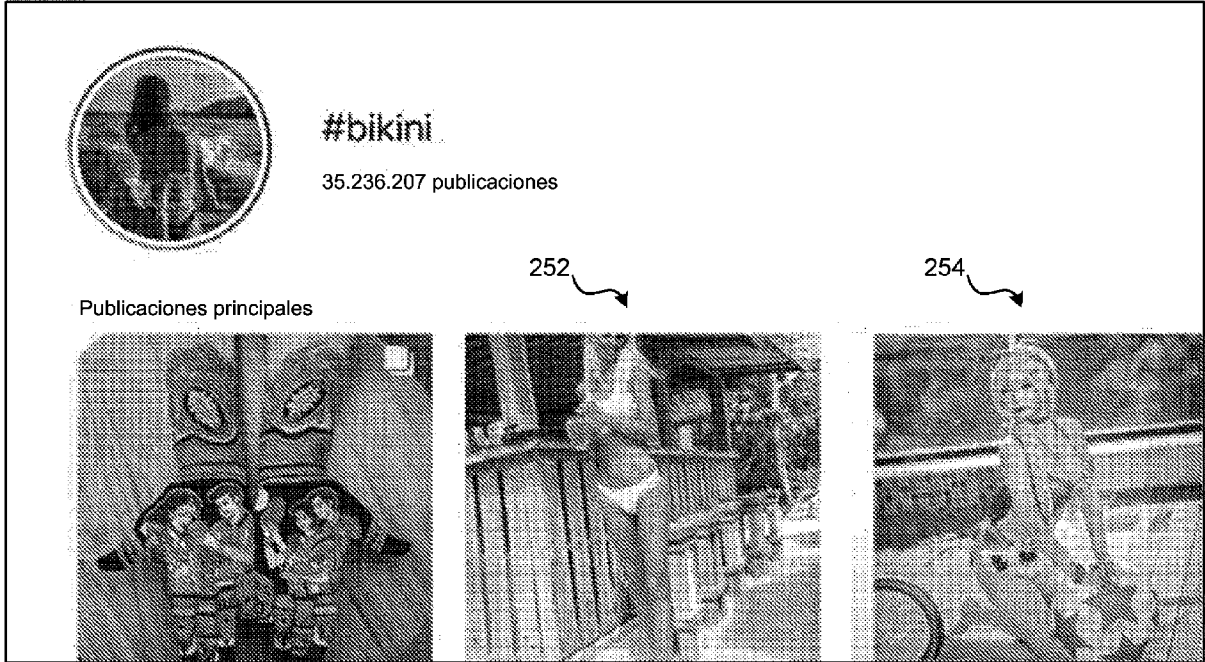 #bikini
35.236.207 publicaciones
252
254
Publicaciones principales